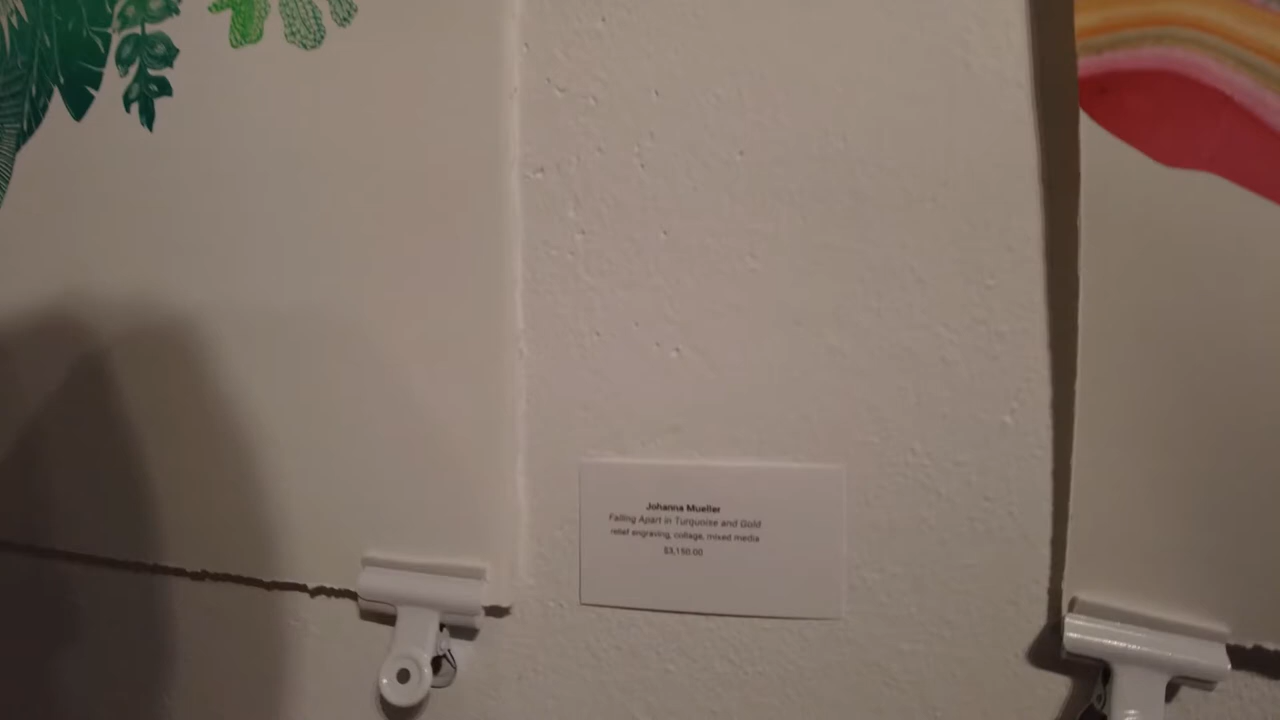 Johanna Mueller
Falling Apart in Turquoise and Gold
relief engraving, collage, mixed media
$3,150.00